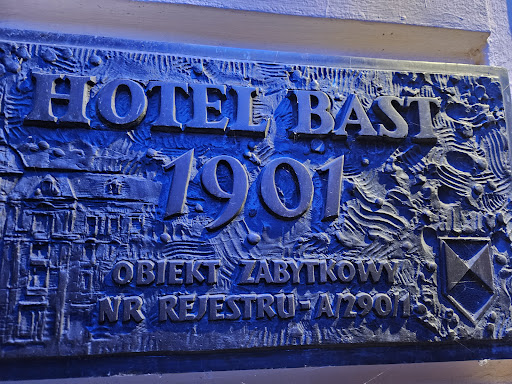 HOTEL BAST
1901
OBIEKT ZABYTKOWY
NR REJESTRU-A/290/1